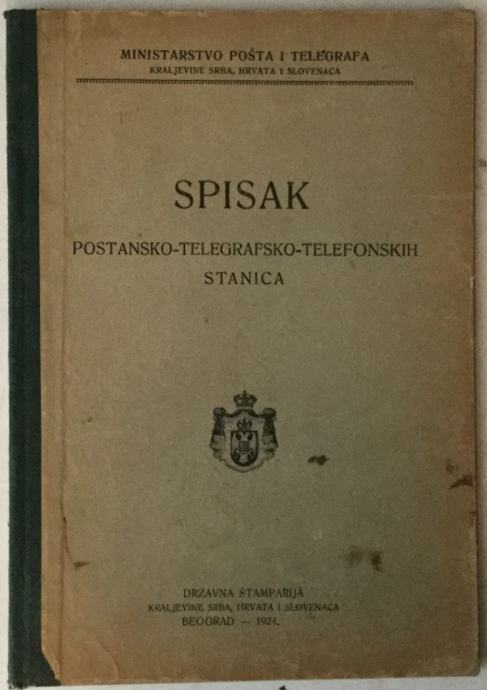 MINISTARSTVO POŠTA I TELEGRAFA
KRALJEVINE SRBA, HRVATA I SLOVENACA
SPISAK
POSTANSKO-TELEGRAFSKO-TELEFONSKIH
STANICA
DRZAVNA ŠTAMPARIJA
KRALJEVINE SRBA, HRVATA I SLOVENACA
BEOGRAD — 1924.